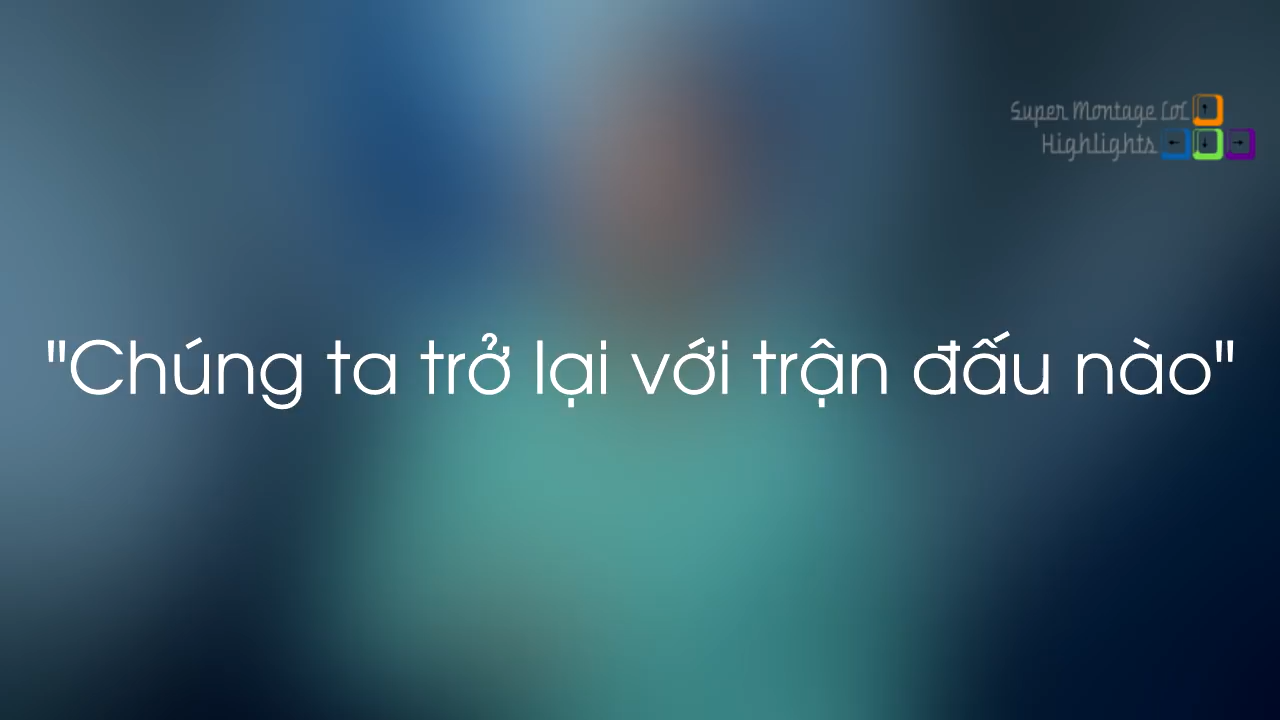 Super Montage LoL
Highlights
"Chúng ta trở lại với trận đấu nào"